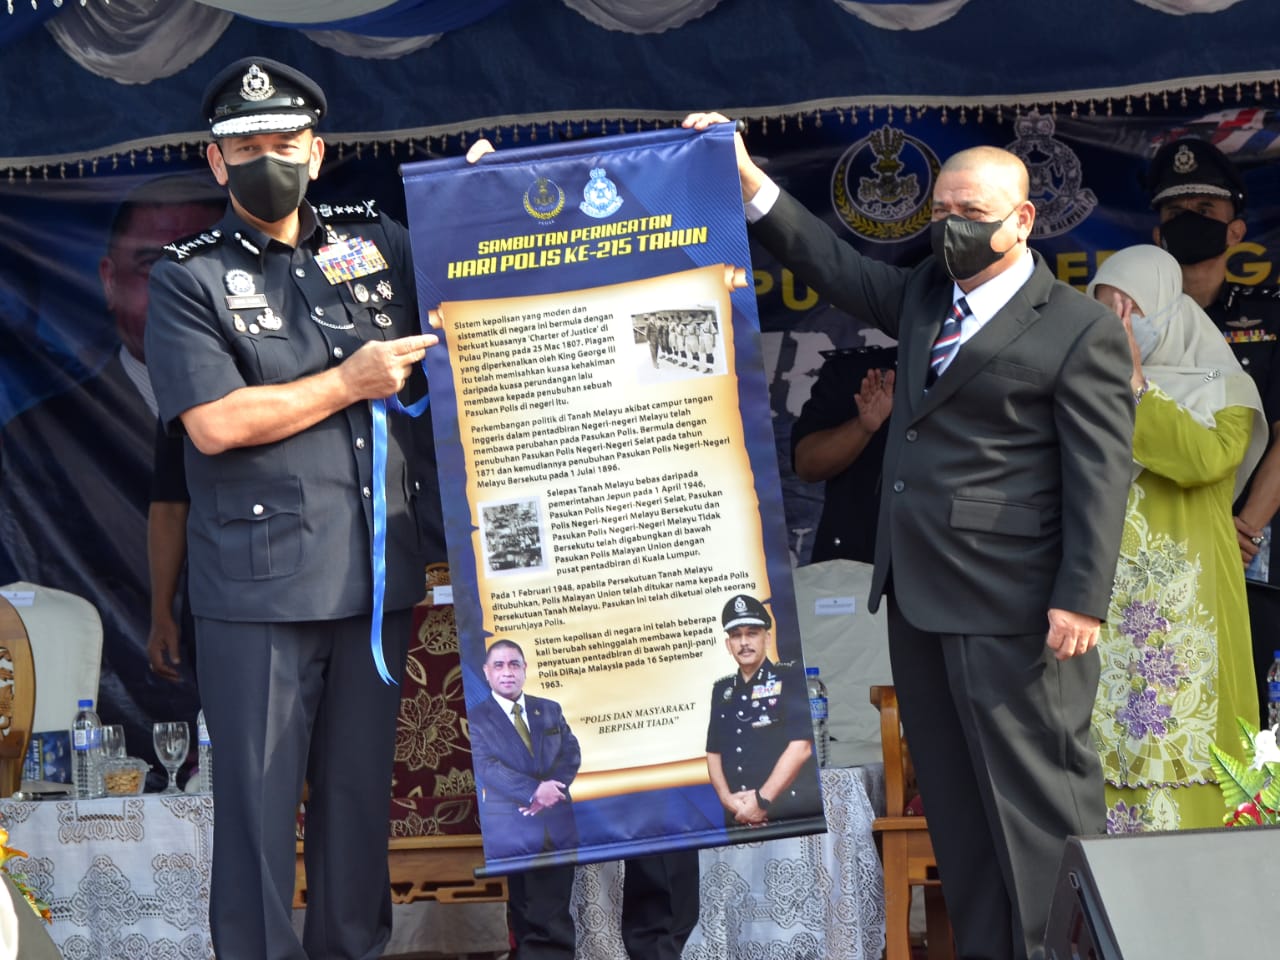 SAMBUTAN PERINGATAN
HARI POLIS KE-215 TAHUN
Sistem kepolisan yang moden dan
sistematik di negara ini bermula dengan
berkuat kuasanya 'Charter of Justice' di
Pulau Pinang pada 25 Mac 1807. Piagam
yang diperkenalkan oleh King George III
itu telah memisahkan kuasa kehakiman
daripada kuasa perundangan lalu
membawa kepada penubuhan sebuah
Pasukan Polis di negeri itu.
Perkembangan politik di Tanah Melayu akibat campur tangan
Inggeris dalam pentadbiran Negeri-negeri Melayu telah
membawa perubahan pada Pasukan Polis. Bermula dengan
penubuhan Pasukan Polis Negeri-Negeri Selat pada tahun
1871 dan kemudiannya penubuhan Pasukan Polis Negeri-Negeri
Melayu Bersekutu pada 1 Julai 1896.
Selepas Tanah Melayu bebas daripada
pemerintahan Jepun pada 1 April 1946,
Pasukan Polis Negeri-Negeri Selat, Pasukan
Polis Negeri-Negeri Melayu Bersekutu dan
Pasukan Polis Negeri-Negeri Melayu Tidak
Bersekutu telah digabungkan di bawah
Pasukan Polis Malayan Union dengan
pusat pentadbiran di Kuala Lumpur.
Pada 1 Februari 1948, apabila Persekutuan Tanah Melayu
ditubuhkan, Polis Malayan Union telah ditukar nama kepada Polis
Persekutuan Tanah Melayu. Pasukan ini telah diketuai oleh seorang
Pesuruhjaya Polis.
Sistem kepolisan di negara ini telah beberapa
kali berubah sehinggalah membawa kepada
penyatuan pentadbiran di bawah panji-panji
Polis DiRaja Malaysia pada 16 September
1963.
"POLIS DAN MASYARAKAT
BERPISAH TIADA"